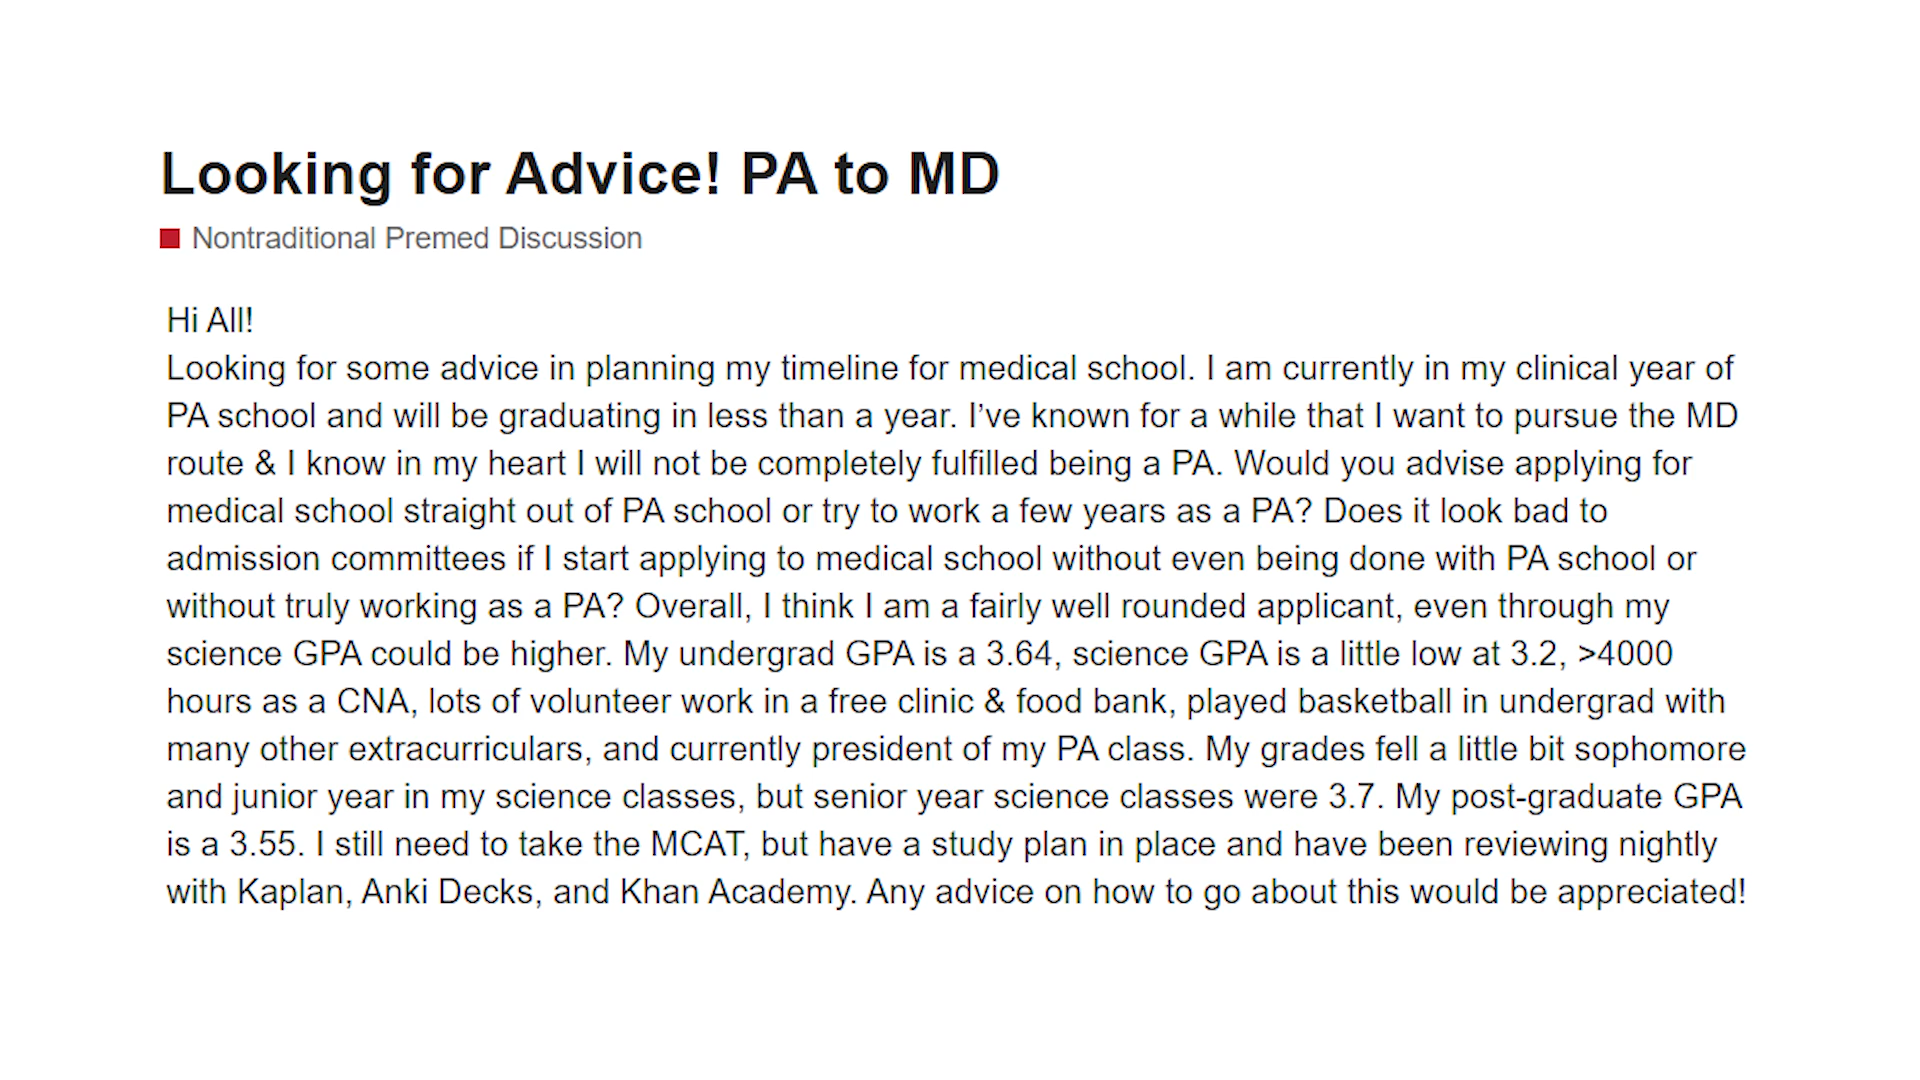 Looking for Advice! PA to MD
Nontraditional Premed Discussion
Hi All!
Looking for some advice in planning my timeline for medical school. I am currently in my clinical year of
PA school and will be graduating in less than a year. I’ve known for a while that I want to pursue the MD
route & I know in my heart I will not be completely fulfilled being a PA. Would you advise applying for
medical school straight out of PA school or try to work a few years as a PA? Does it look bad to
admission committees if I start applying to medical school without even being done with PA school or
without truly working as a PA? Overall, I think I am a fairly well rounded applicant, even through my
science GPA could be higher. My undergrad GPA is a 3.64, science GPA is a little low at 3.2, >4000
hours as a CNA, lots of volunteer work in a free clinic & food bank, played basketball in undergrad with
many other extracurriculars, and currently president of my PA class. My grades fell a little bit sophomore
and junior year in my science classes, but senior year science classes were 3.7. My post-graduate GPA
is a 3.55. I still need to take the MCAT, but have a study plan in place and have been reviewing nightly
with Kaplan, Anki Decks, and Khan Academy. Any advice on how to go about this would be appreciated!